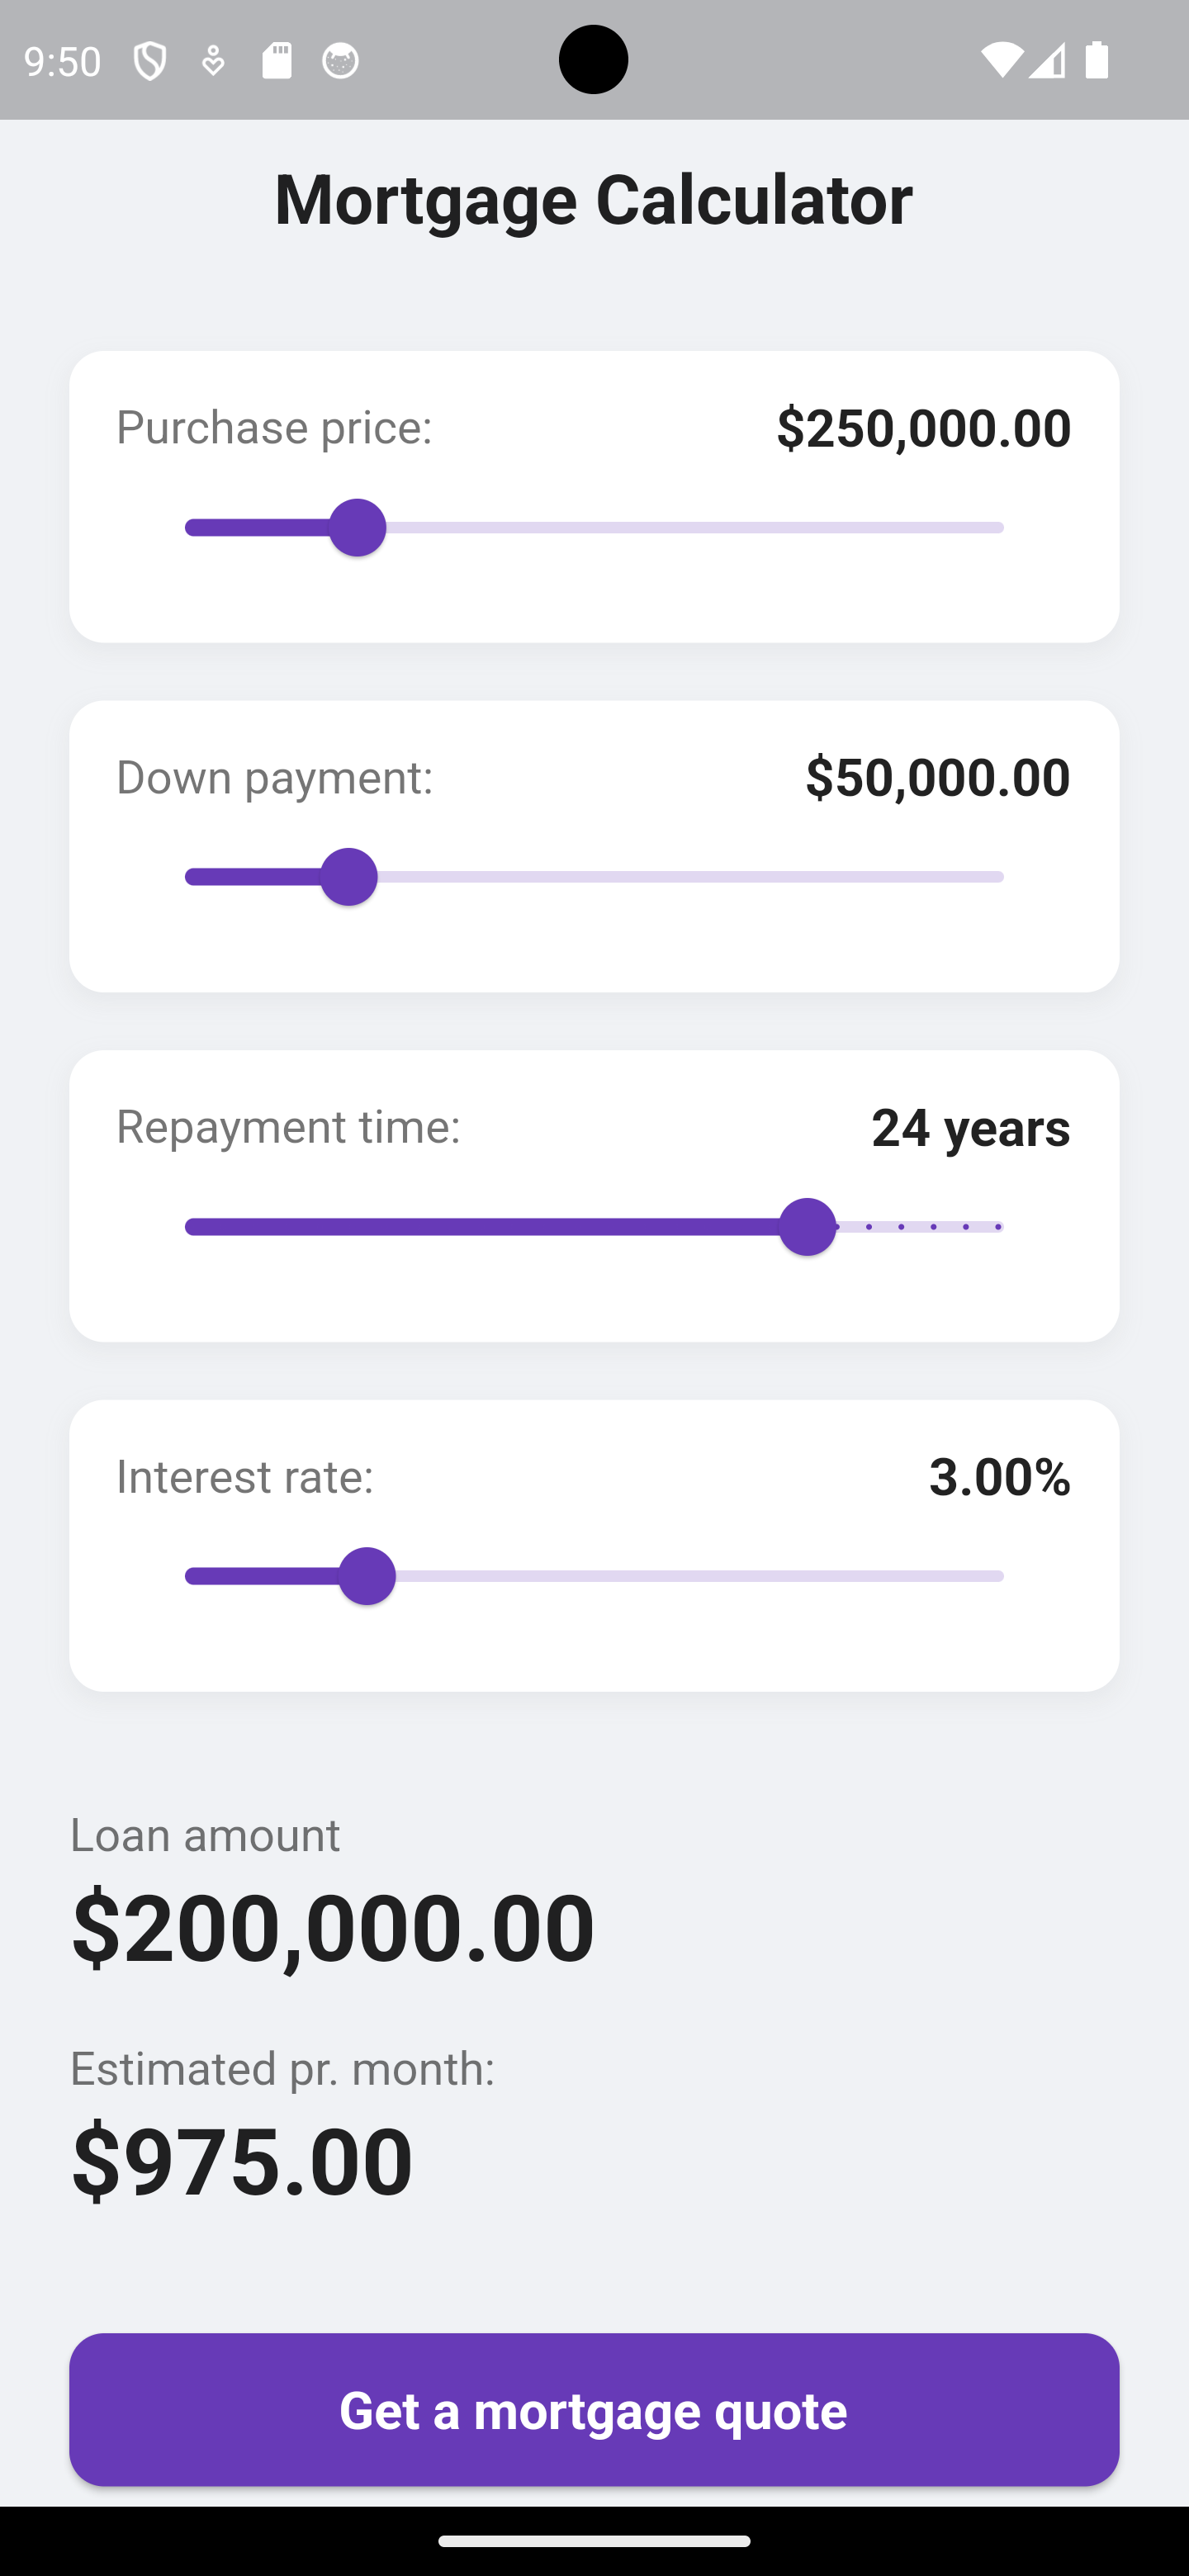 9:50
Mortgage Calculator
Purchase price: $250,000.00
Down payment: $50,000.00
Repayment time: 24 years
Interest rate: 3.00%
Loan amount
$200,000.00
Estimated pr. month:
$975.00
Get a mortgage quote